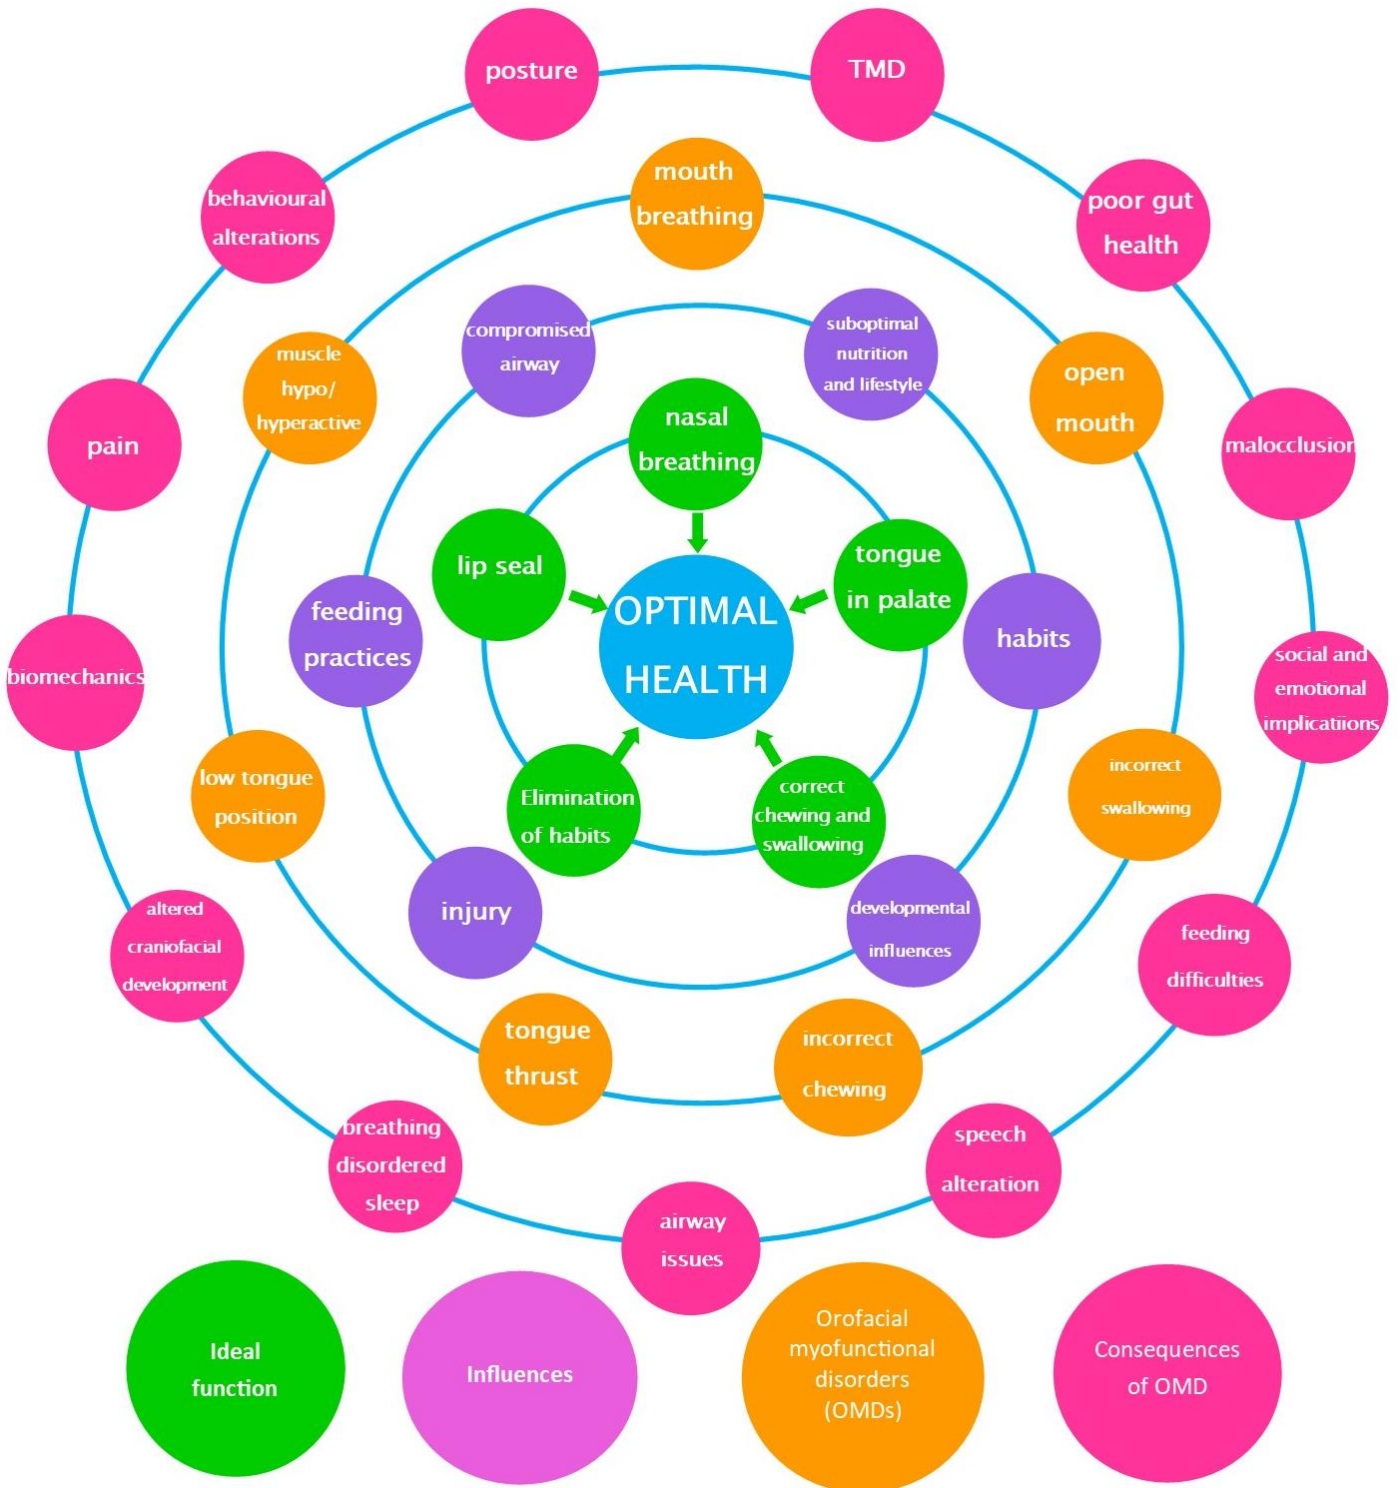 posture
TMD
behavioural
alterations
mouth
breathing
poor gut
health
compromised
airway
suboptimal
nutrition
and lifestyle
muscle
hypo/
hyperactive
open
mouth
pain
malocclusion
nasal
breathing
lip seal
tongue
in palate
OPTIMAL
HEALTH
feeding
practices
habits
biomechanics
social and
emotional
implicatiions
low tongue
position
incorrect
swallowing
Elimination
of habits
correct
chewing and
swallowing
injury
developmental
influences
altered
craniofacial
development
feeding
difficulties
tongue
thrust
incorrect
chewing
breathing
disordered
sleep
speech
alteration
airway
issues
Ideal
function
Influences
Orofacial
myofunctional
disorders
(OMDs)
Consequences
of OMD